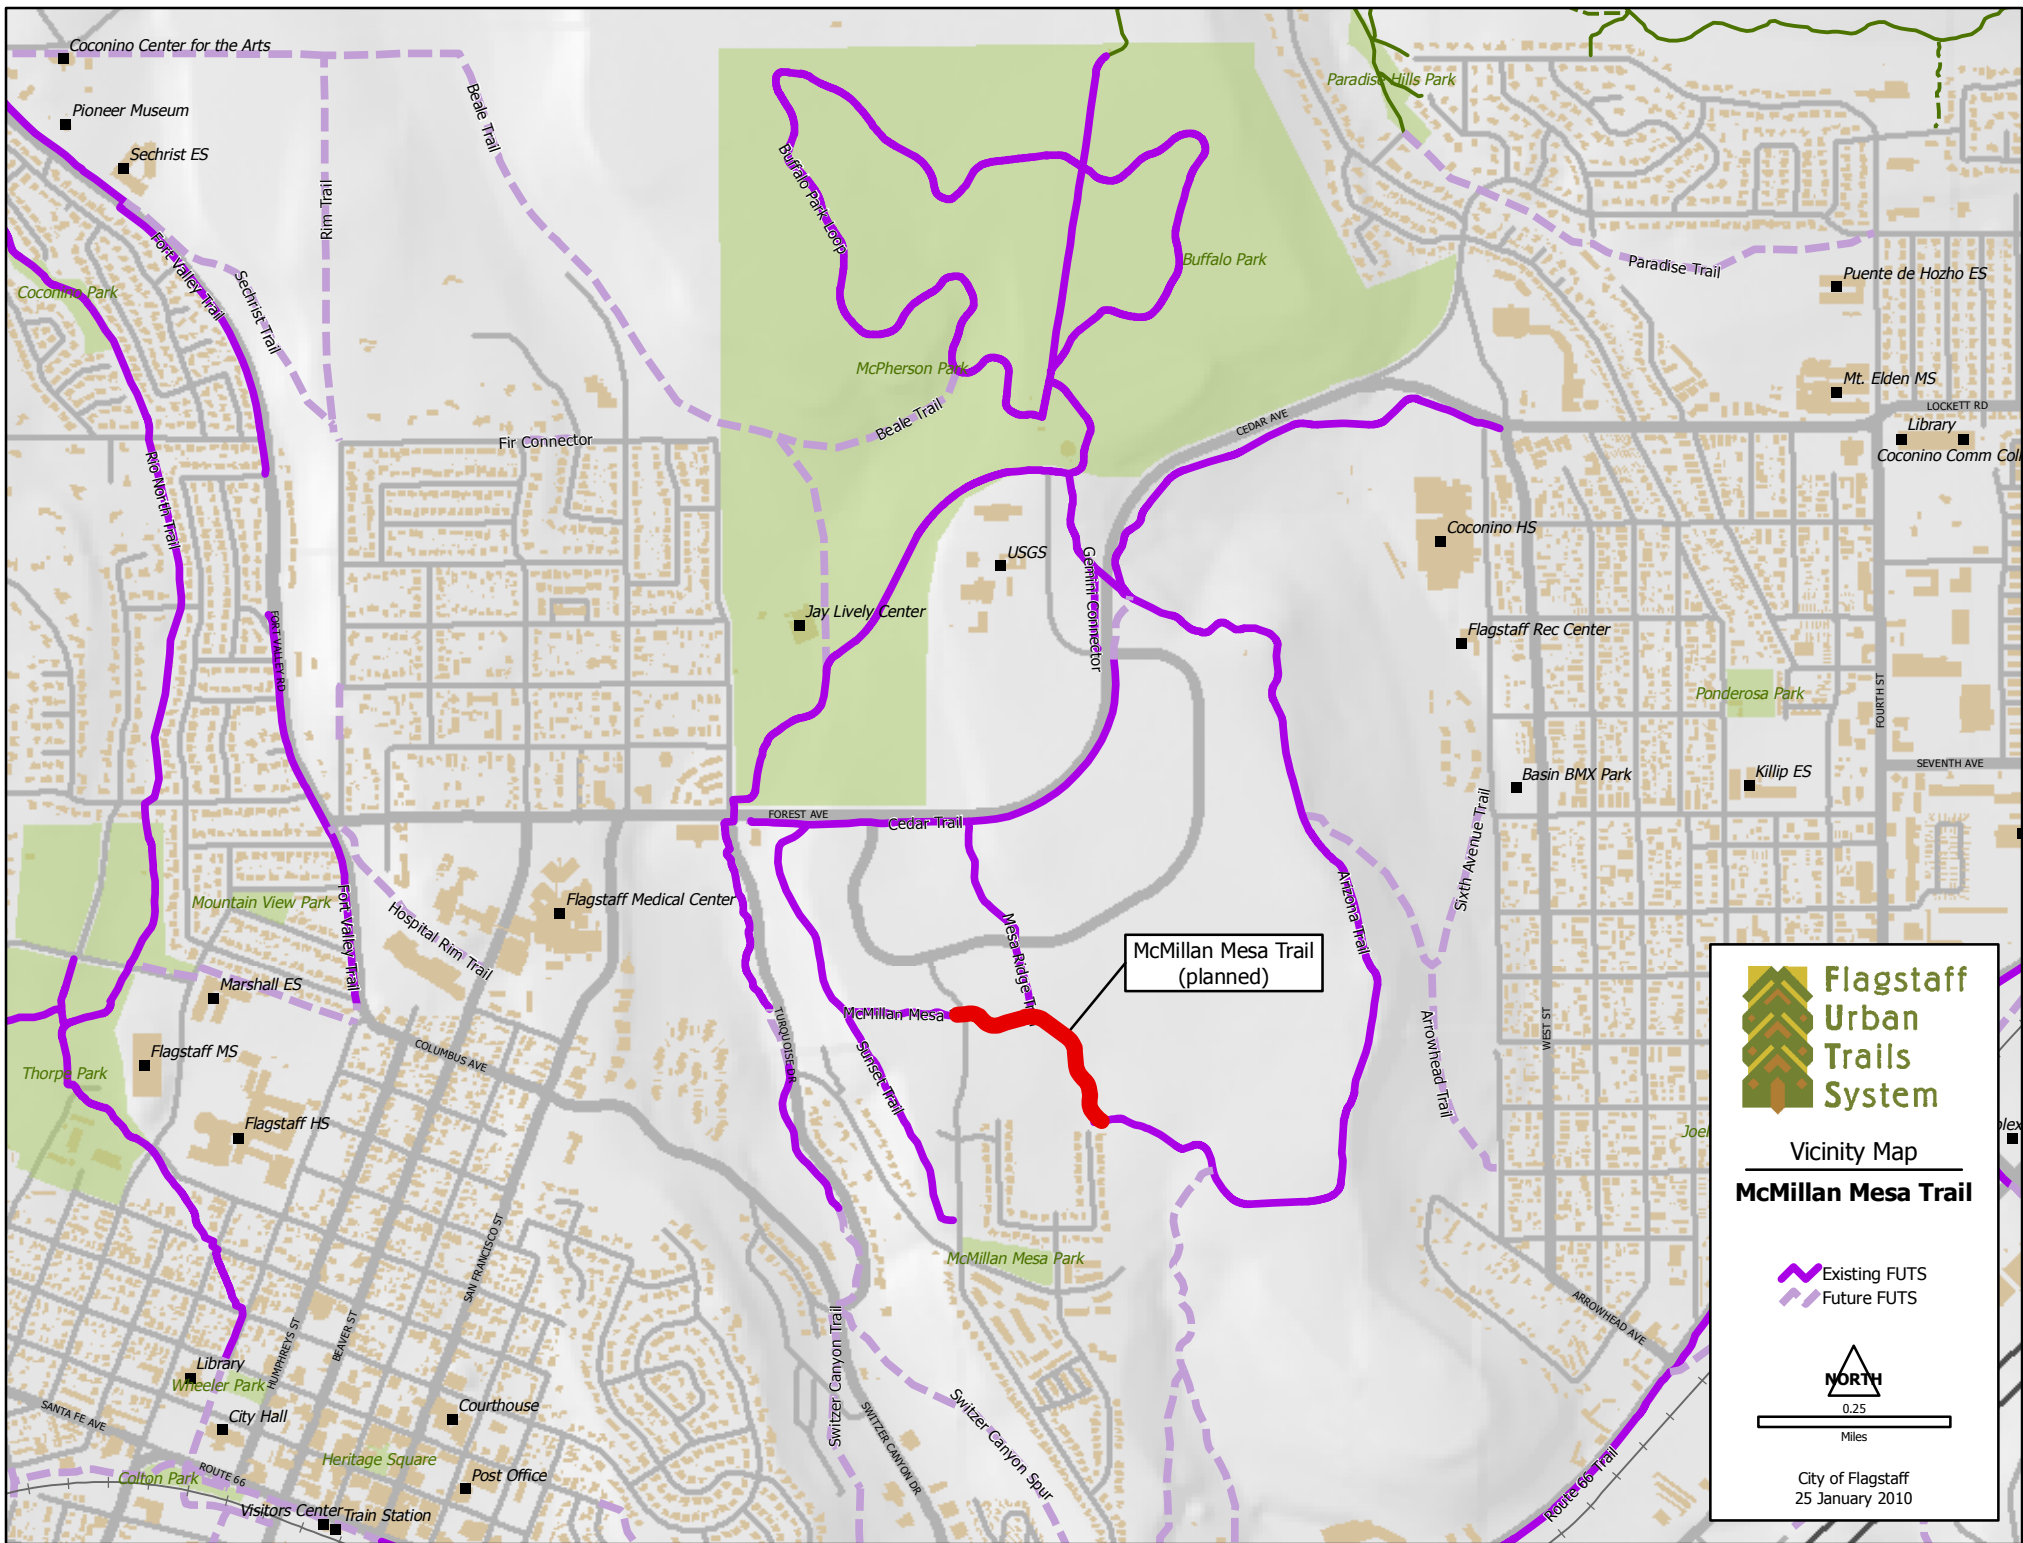 Coconino Center for the Arts
Pioneer Museum
Sechrist ES
Beale Trail
Rim Trail
Buffalo Park Loop
Paradise Hills Park
Fort Valley Trail
Sechrist Trail
Coconino Park
Buffalo Park
Paradise Trail
Puente de Hozho ES
McPherson Park
Mt. Elden MS
LOCKETT RD
Library
Coconino Comm Coll
Beale Trail
CEDAR AVE
Fir Connector
Rio North Trail
Coconino HS
USGS
Gemini Connector
Jay Lively Center
Flagstaff Rec Center
FORT VALLEY RD
Ponderosa Park
FOURTH ST
SEVENTH AVE
Basin BMX Park
Killip ES
Sixth Avenue Trail
FOREST AVE
Cedar Trail
Mountain View Park
Fort Valley Trail
Hospital Rim Trail
Flagstaff Medical Center
Arizona Trail
Mesa Ridge Tr
McMillan Mesa Trail
(planned)
Marshall ES
McMillan Mesa
TURQUOISE DR
Sunset Trail
Arrowhead Trail
WEST ST
Flagstaff MS
Thorpe Park
COLUMBUS AVE
Flagstaff HS
Joel
plex
McMillan Mesa Park
SAN FRANCISCO ST
BEAVER ST
HUMPHREYS ST
ARROWHEAD AVE
Switzer Canyon Trail
Switzer Canyon Spur
SWITZER CANYON DR
Library
Wheeler Park
SANTA FE AVE
City Hall
Courthouse
Heritage Square
ROUTE 66
Colton Park
Post Office
Visitors Center
Train Station
Route 66 Trail
Flagstaff
Urban
Trails
System
Vicinity Map
McMillan Mesa Trail
Existing FUTS
Future FUTS
NORTH
0.25
Miles
City of Flagstaff
25 January 2010